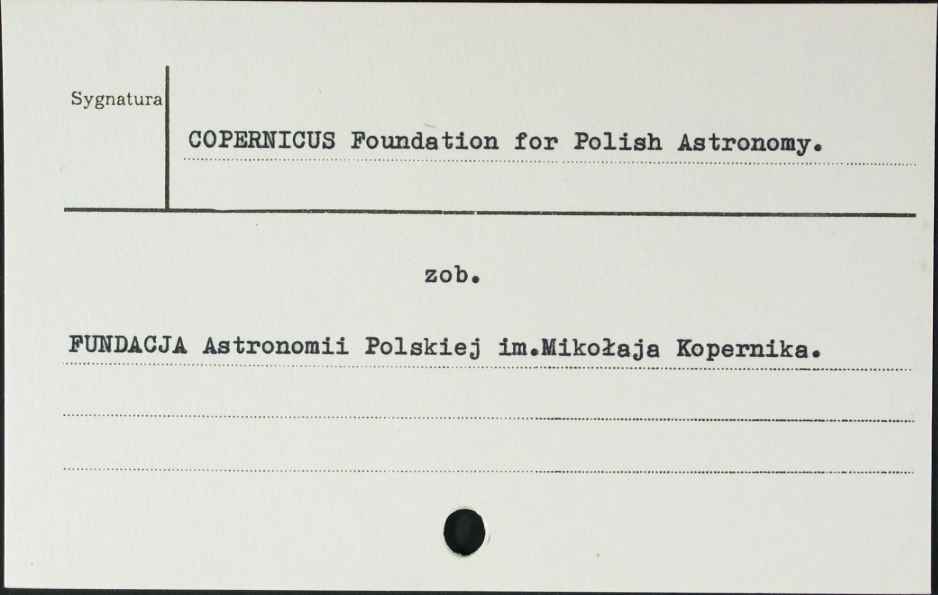 Sygnatura
COPERNICUS Foundation for Polish Astronomy.
zob.
FUNDACJA Astronomii Polskiej im.Mikołaja Kopernika.